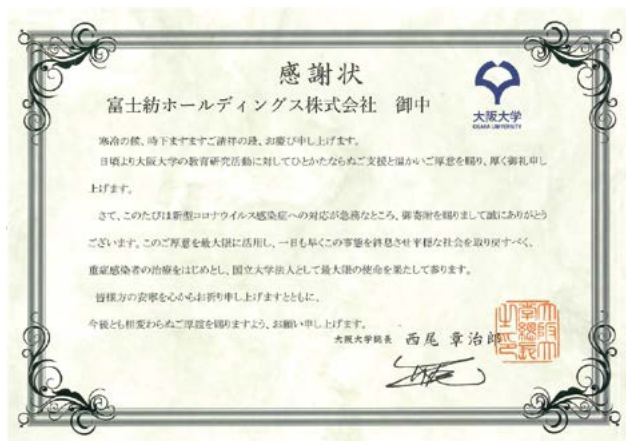 感謝状
富士紡ホールディングス株式会社 御中
大阪大学
OSAKA UNIVERSITY
寒冷の候、時下ますますご清祥の段、お慶び申し上げます。
日頃より大阪大学の教育研究活動に対してひとかたならぬご支援と温かいご厚意を賜り、厚く御礼申し
上げます。
さて、このたびは新型コロナウイルス感染症への対応が急務なところ、御寄附を賜りまして誠にありがとう
ございます。このご厚意を最大限に活用し、一日も早くこの事態を終息させ平穏な社会を取り戻すべく、
重症感染者の治療をはじめとし、国立大学法人として最大限の使命を果たして参ります。
皆様方の安寧を心からお祈り申し上げますとともに、
今後とも相変わらぬご厚誼を賜りますよう、お願い申し上げます。
大阪大学総長 西尾 章治郎